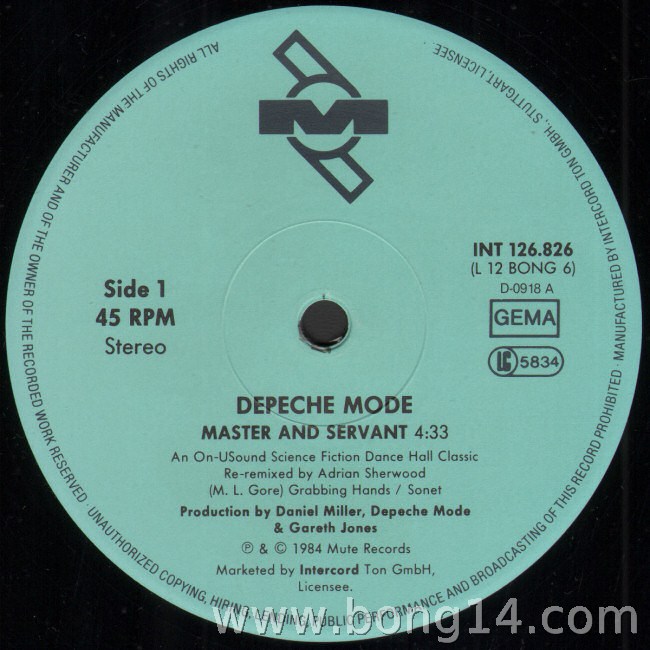 M
INT 126.826
(L 12 BONG 6)
D-0918 A
GEMA
LC 5834
Side 1
45 RPM
Stereo
DEPECHE MODE
MASTER AND SERVANT 4:33
An On-USound Science Fiction Dance Hall Classic
Re-remixed by Adrian Sherwood
(M. L. Gore) Grabbing Hands / Sonet
Production by Daniel Miller, Depeche Mode
& Gareth Jones
℗ & © 1984 Mute Records
Marketed by Intercord Ton GmbH,
Licensee.
ALL RIGHTS OF THE MANUFACTURER AND OF THE OWNER OF THE RECORDED WORK RESERVED · UNAUTHORIZED COPYING, HIRING, LENDING, PUBLIC PERFORMANCE AND BROADCASTING OF THIS RECORD PROHIBITED · MANUFACTURED BY INTERCORD TON GMBH., STUTTGART, LICENSEE.
www.bong14.com